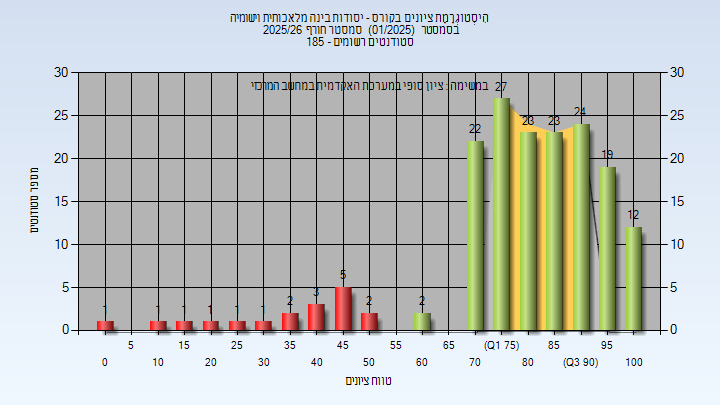 היסטוגרמת ציונים בקורס - יסודות בינה מלאכותית וישומיה
בסמסטר (01/2025) סמסטר חורף 2025/26
סטודנטים רשומים - 185
במשימה : ציון סופי במערכת האקדמית במחשב המרכזי
מספר סטודנטים
30 25 20 15 10 5 0
1 1 1 1 1 1 2 3 5 2 2 22 27 23 23 24 19 12
30 25 20 15 10 5 0
5 15 25 35 45 55 65 (Q1 75) 85 95
0 10 20 30 40 50 60 70 80 (Q3 90) 100
טווח ציונים